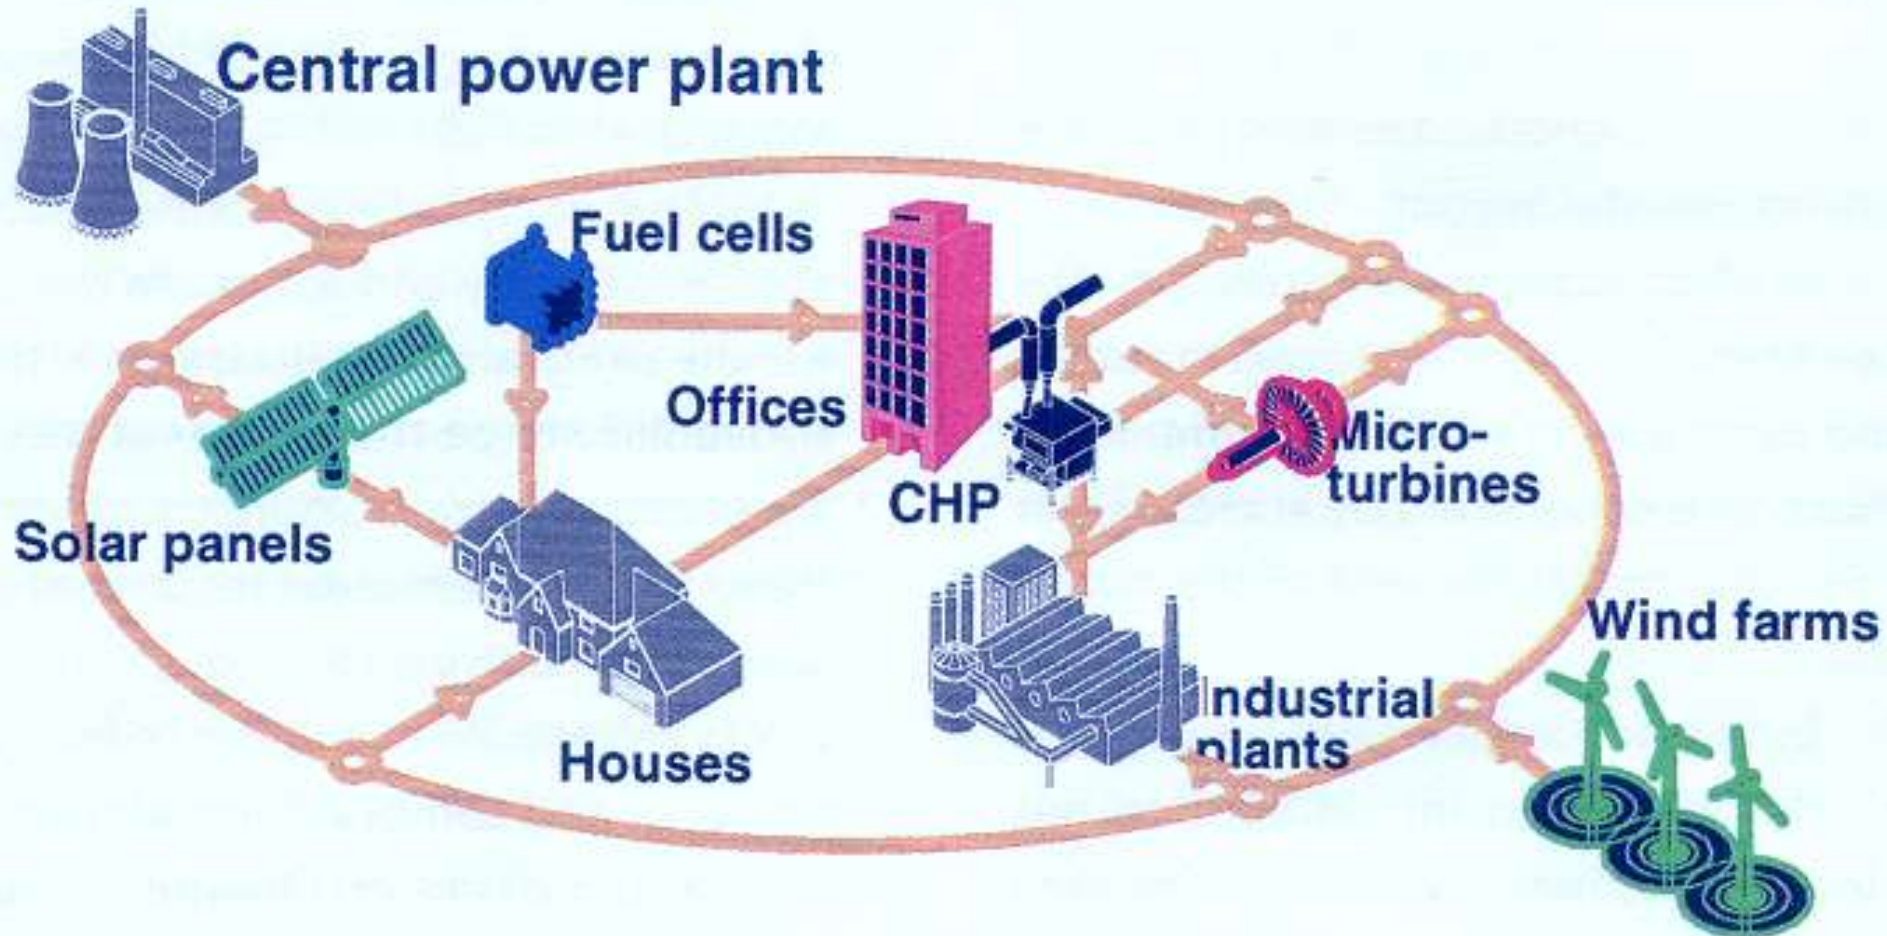 Central power plant
Fuel cells
Offices
CHP
Micro-
turbines
Solar panels
Houses
Industrial
plants
Wind farms